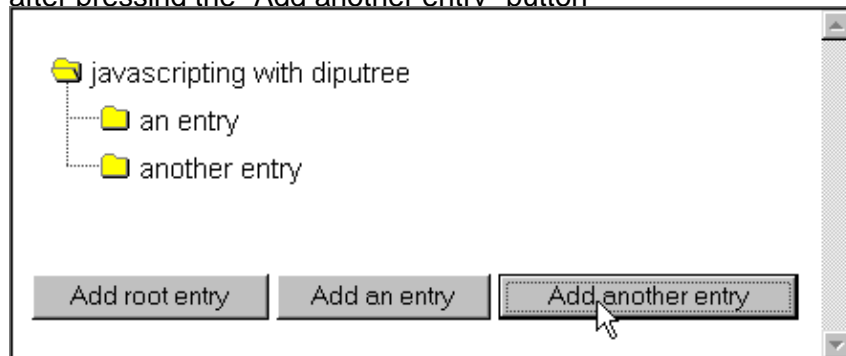 after pressing the "Add another entry" button
javascripting with diputree
an entry
another entry
Add root entry
Add an entry
Add another entry